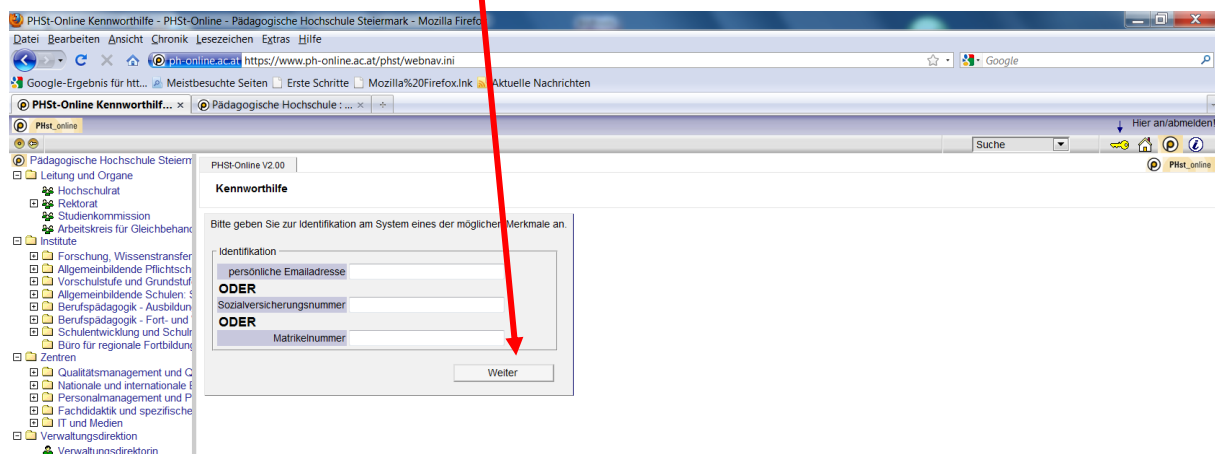 PHSt-Online Kennworthilfe - PHSt-Online - Pädagogische Hochschule Steiermark - Mozilla Firefox
Datei Bearbeiten Ansicht Chronik Lesezeichen Extras Hilfe
ph-online.ac.at https://www.ph-online.ac.at/phst/webnav.ini
Google
Google-Ergebnis für htt... Meistbesuchte Seiten Erste Schritte Mozilla%20Firefox.lnk Aktuelle Nachrichten
PHSt-Online Kennworthilf... × Pädagogische Hochschule : ... ×
PHst_online
Hier an/abmelden!
Suche
Pädagogische Hochschule Steierm
Leitung und Organe
Hochschulrat
Rektorat
Studienkommission
Arbeitskreis für Gleichbehand
Institute
Forschung, Wissenstransfer
Allgemeinbildende Pflichtsch
Vorschulstufe und Grundstuf
Allgemeinbildende Schulen: S
Berufspädagogik - Ausbildun
Berufspädagogik - Fort- und
Schulentwicklung und Schulr
Büro für regionale Fortbildung
Zentren
Qualitätsmanagement und Q
Nationale und internationale B
Personalmanagement und P
Fachdidaktik und spezifische
IT und Medien
Verwaltungsdirektion
Verwaltungsdirektorin
PHSt-Online V2.00
PHst_online
Kennworthilfe
Bitte geben Sie zur Identifikation am System eines der möglichen Merkmale an.
Identifikation
persönliche Emailadresse
ODER
Sozialversicherungsnummer
ODER
Matrikelnummer
Weiter